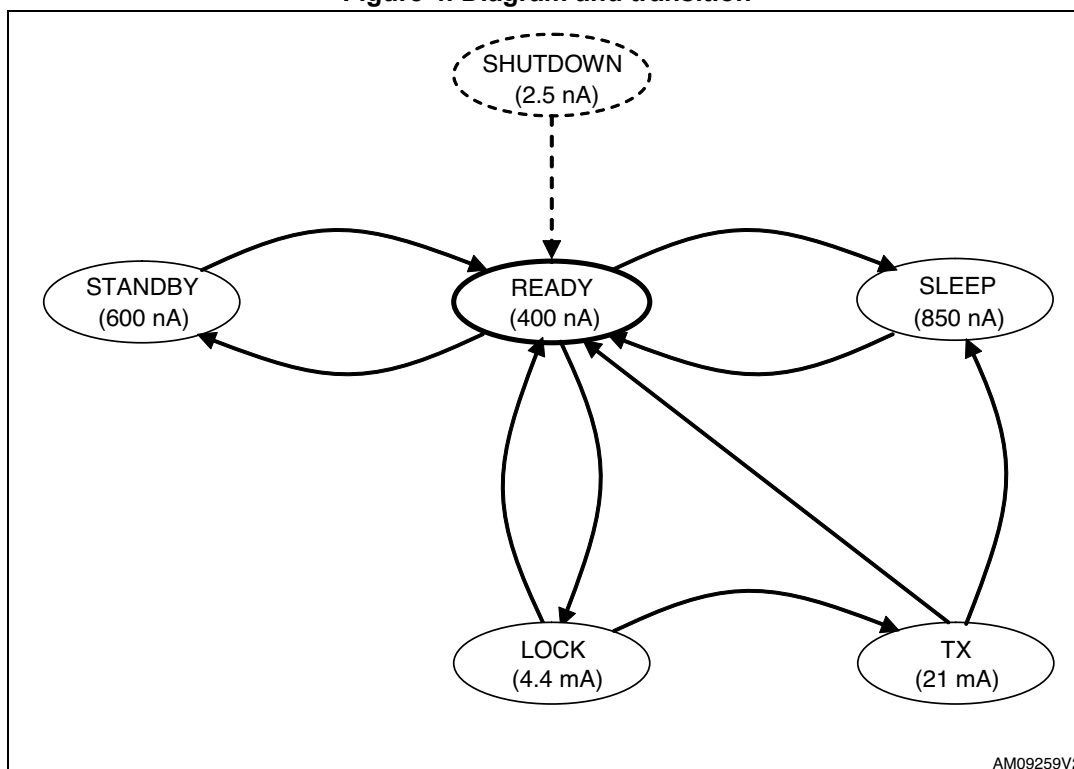 SHUTDOWN
(2.5 nA)
STANDBY
(600 nA)
READY
(400 nA)
SLEEP
(850 nA)
LOCK
(4.4 mA)
TX
(21 mA)
AM09259V2